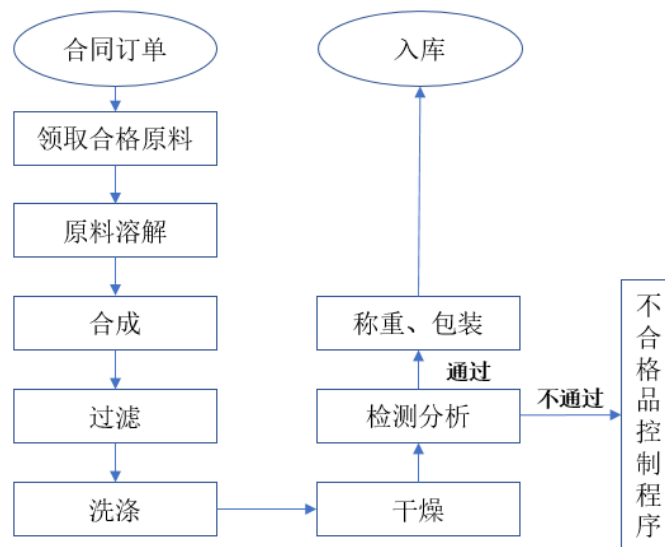 合同订单
领取合格原料
原料溶解
合成
过滤
洗涤
干燥
检测分析
通过
不通过
称重、包装
入库
不合格品控制程序